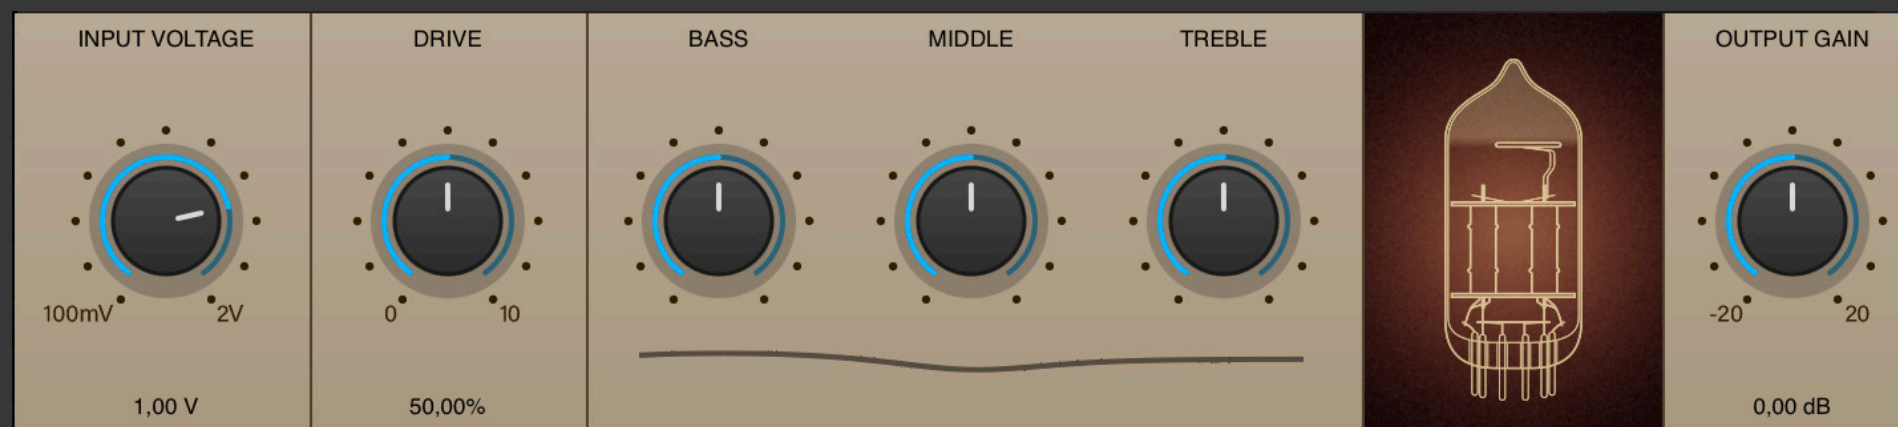 INPUT VOLTAGE
DRIVE
BASS
MIDDLE
TREBLE
OUTPUT GAIN
100mV
2V
0
10
-20
20
1,00 V
50,00%
0,00 dB